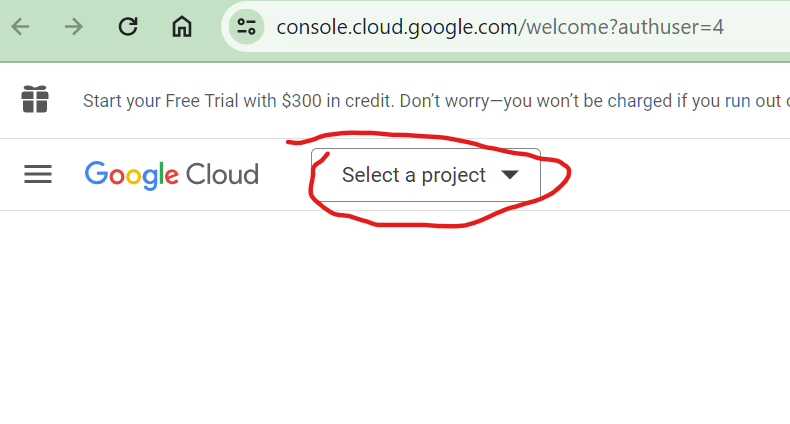 console.cloud.google.com/welcome?authuser=4
Start your Free Trial with $300 in credit. Don’t worry—you won’t be charged if you run out
Google Cloud
Select a project